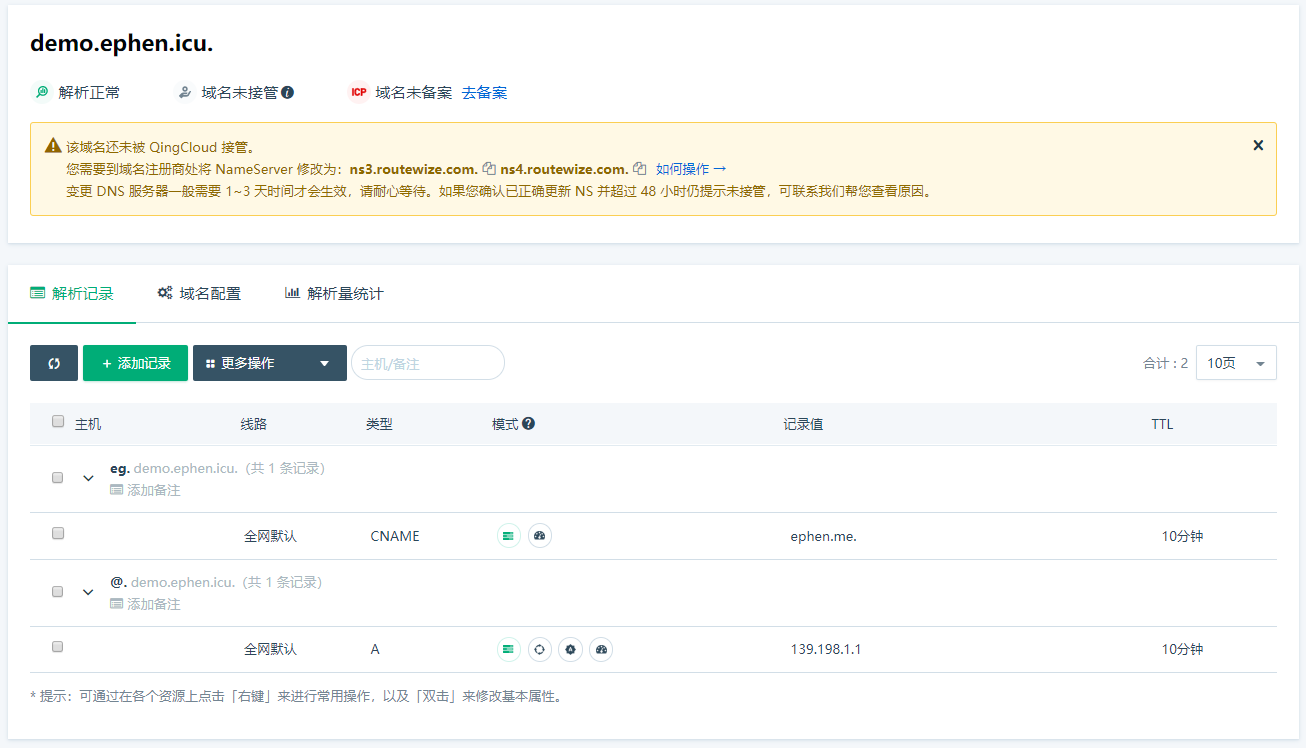 demo.ephen.icu.
解析正常 域名未接管 ICP 域名未备案 去备案
该域名还未被 QingCloud 接管。
您需要到域名注册商处将 NameServer 修改为：ns3.routewize.com. ns4.routewize.com. 如何操作 →
变更 DNS 服务器一般需要 1~3 天时间才会生效，请耐心等待。如果您确认已正确更新 NS 并超过 48 小时仍提示未接管，可联系我们帮您查看原因。
解析记录 域名配置 解析量统计
+ 添加记录 更多操作 主机/备注 合计 : 2 10页
主机 线路 类型 模式 记录值 TTL
eg. demo.ephen.icu.（共 1 条记录）
添加备注
全网默认 CNAME ephen.me. 10分钟
@. demo.ephen.icu.（共 1 条记录）
添加备注
全网默认 A 139.198.1.1 10分钟
* 提示：可通过在各个资源上点击「右键」来进行常用操作，以及「双击」来修改基本属性。